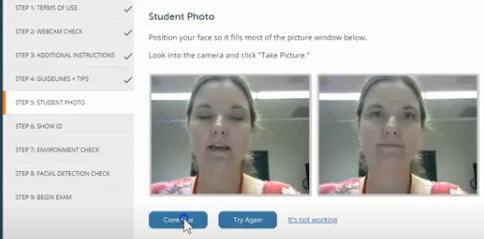 STEP 1: TERMS OF USE
STEP 2: WEBCAM CHECK
STEP 3: ADDITIONAL INSTRUCTIONS
STEP 4: GUIDELINES + TIPS
STEP 5: STUDENT PHOTO
STEP 6: SHOW ID
STEP 7: ENVIRONMENT CHECK
STEP 8: FACIAL DETECTION CHECK
STEP 9: BEGIN EXAM
Student Photo
Position your face so it fills most of the picture window below.
Look into the camera and click "Take Picture."
Try Again
It's not working